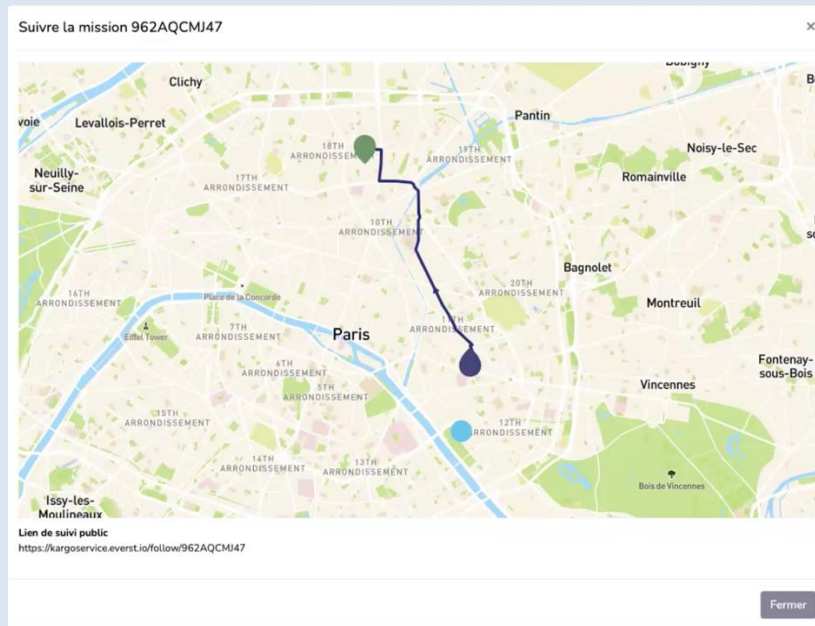 Suivre la mission 962AQCMJ47
×
Bobigny
Clichy
Pantin
voie
Levallois-Perret
18TH
ARRONDISSEM
19TH
ARRONDISSEMENT
Noisy-le-Sec
Neuilly-
sur-Seine
17TH
ARRONDISSEMENT
Romainville
10TH
ARRONDISSEMENT
Bagnolet
20TH
ARRONDISSEMENT
16TH
ARRONDISSEMENT
Place de la Concorde
Montreuil
Eiffel Tower
7TH
ARRONDISSEMENT
Paris
11TH
ARRONDISSEMENT
6TH
ARRONDISSEMENT
Fontenay-
sous-Bois
5TH
ARRONDISSEMENT
Vincennes
15TH
ARRONDISSEMENT
12TH
ARRONDISSEMENT
14TH
ARRONDISSEMENT
13TH
ARRONDISSEMENT
Bois de Vincennes
Issy-les-
Moulineaux
Lien de suivi public
https://kargoservice.everst.io/follow/962AQCMJ47
Fermer